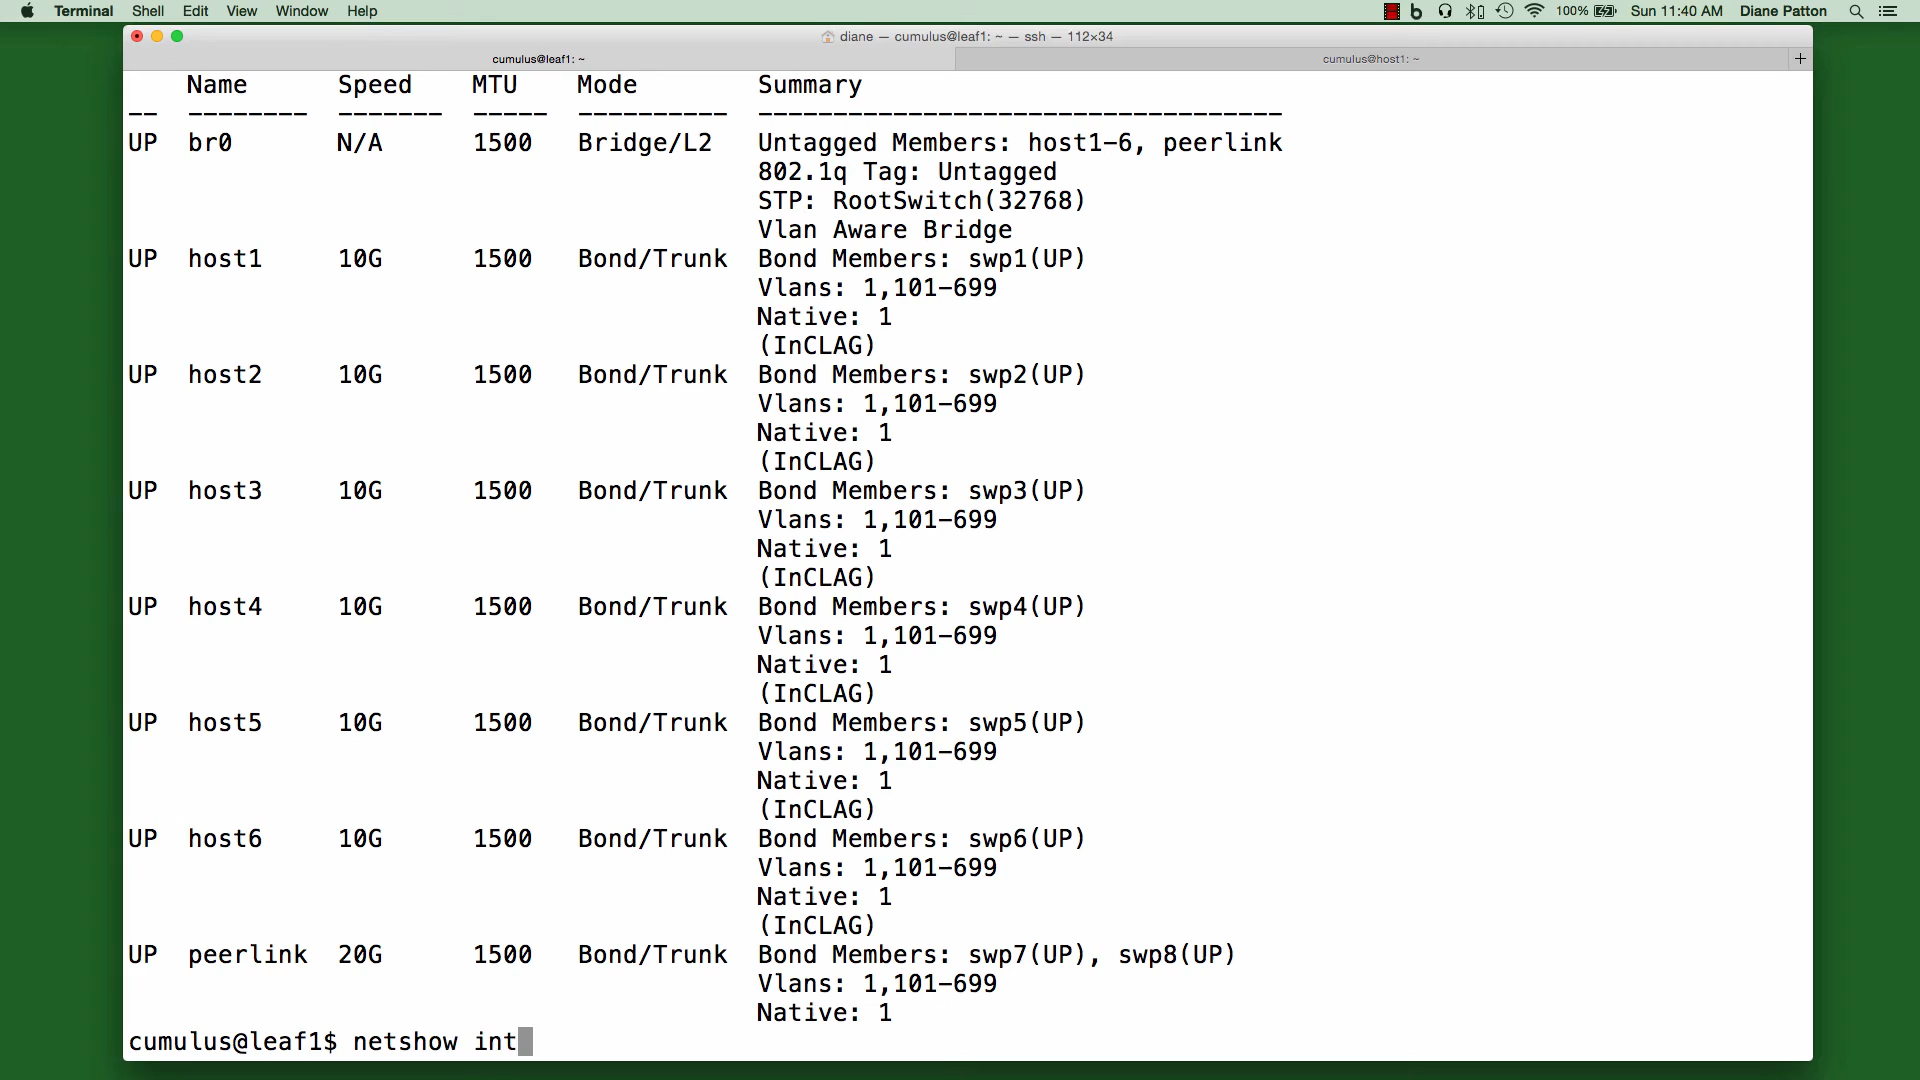 Terminal Shell Edit View Window Help 100% Sun 11:40 AM Diane Patton
diane — cumulus@leaf1: ~ — ssh — 112×34
cumulus@leaf1: ~ cumulus@host1: ~ +
Name Speed MTU Mode Summary
-- -------- ------- ----- ---------- -----------------------------------
UP br0 N/A 1500 Bridge/L2 Untagged Members: host1-6, peerlink
802.1q Tag: Untagged
STP: RootSwitch(32768)
Vlan Aware Bridge
UP host1 10G 1500 Bond/Trunk Bond Members: swp1(UP)
Vlans: 1,101-699
Native: 1
(InCLAG)
UP host2 10G 1500 Bond/Trunk Bond Members: swp2(UP)
Vlans: 1,101-699
Native: 1
(InCLAG)
UP host3 10G 1500 Bond/Trunk Bond Members: swp3(UP)
Vlans: 1,101-699
Native: 1
(InCLAG)
UP host4 10G 1500 Bond/Trunk Bond Members: swp4(UP)
Vlans: 1,101-699
Native: 1
(InCLAG)
UP host5 10G 1500 Bond/Trunk Bond Members: swp5(UP)
Vlans: 1,101-699
Native: 1
(InCLAG)
UP host6 10G 1500 Bond/Trunk Bond Members: swp6(UP)
Vlans: 1,101-699
Native: 1
(InCLAG)
UP peerlink 20G 1500 Bond/Trunk Bond Members: swp7(UP), swp8(UP)
Vlans: 1,101-699
Native: 1
cumulus@leaf1$ netshow int